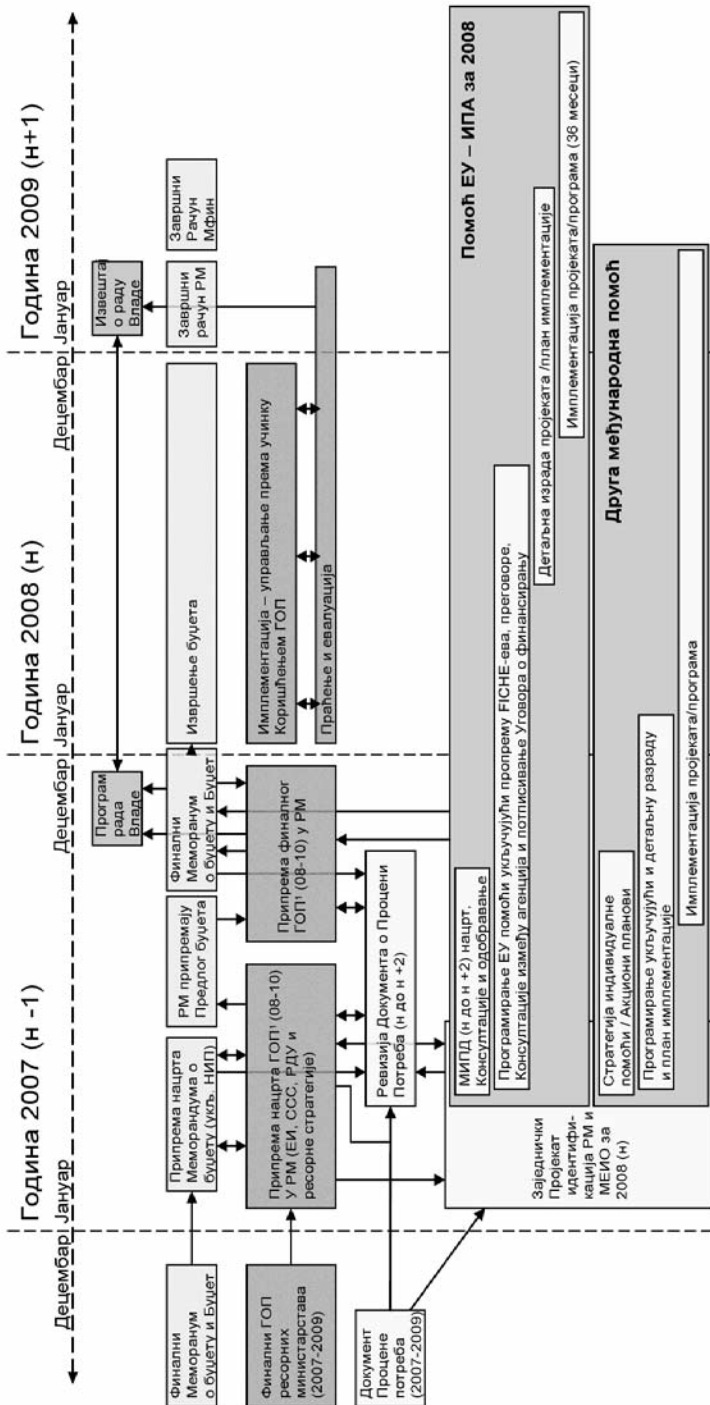 Година 2007 (н -1)
Година 2008 (н)
Година 2009 (н+1)
Децембар
Јануар
Децембар
Јануар
Децембар
Јануар
Програм
рада
Владе
Извештај
о раду
Владе
Финални
Меморанум
о буџету и Буџет
Припрема нацрта
Меморандума о
буџету (укљ. НИП)
РМ припремају
Предлог буџета
Финални
Меморанум
о буџету и Буџет
Извршење буџета
Завршни
рачун РМ
Завршни
Рачун
Мфин
Финални ГОП
ресорних
министарстава
(2007-2009)
Припрема нацрта ГОП¹ (08-10)
у РМ (ЕИ, ССС, РДУ и
ресорне стратегије)
Припрема финалног
ГОП¹ (08-10) у РМ
Имплементација – управљање према учинку
Коришћењем ГОП
Праћење и евалуација
Документ
Процене
потреба
(2007-2009)
Ревизија Документа о Процени
Потреба (н до н +2)
Заједнички
Пројекат
идентифи-
кација РМ и
МЕИО за
2008 (н)
Помоћ ЕУ – ИПА за 2008
МИПД (н до н +2) нацрт,
Консултације и одобравање
Програмирање ЕУ помоћи укључујући пропрему FICHE-ева, преговоре,
Консултације између агенција и потписивање Уговора о финансирању
Детаљна израда пројеката /план имплементације
Имплементација пројеката/програма (36 месеци)
Друга међународна помоћ
Стратегија индивидуалне
помоћи / Акциони планови
Програмирање укључујући и детаљну разраду
и план имплементације
Имплементација пројеката/програма